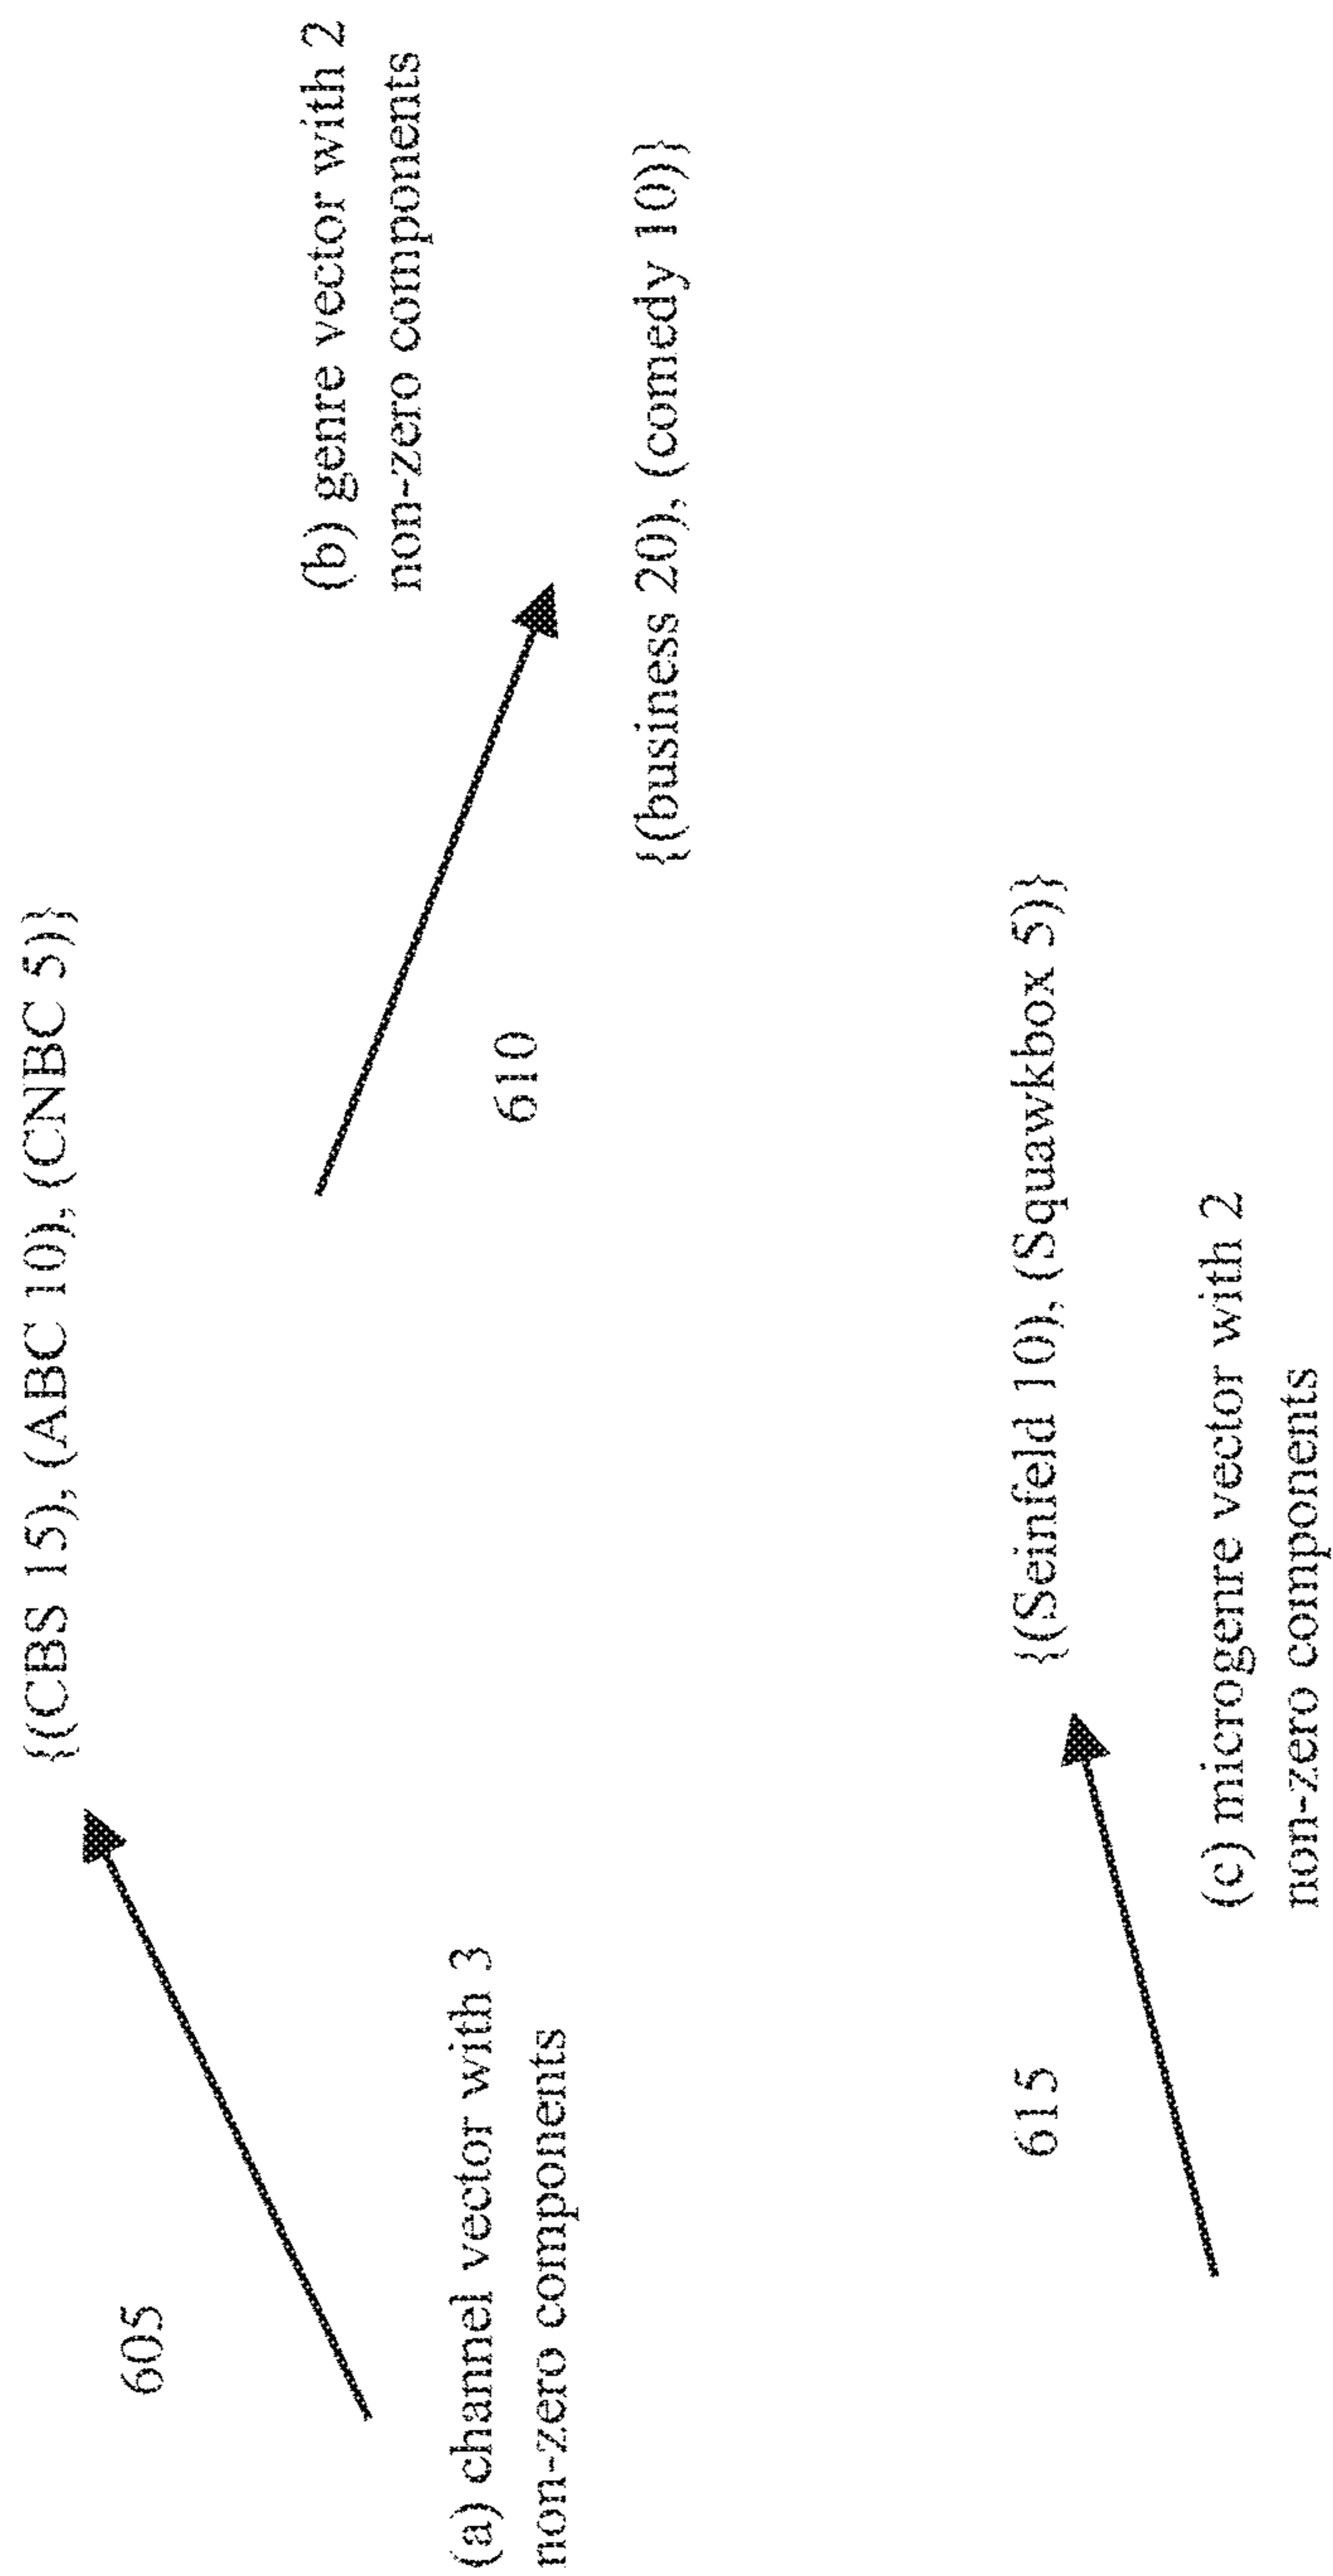 {(CBS 15), (ABC 10), (CNBC 5)}
605
(a) channel vector with 3
non-zero components
(b) genre vector with 2
non-zero components
610
{(business 20), (comedy 10)}
{(Seinfeld 10), (Squawkbox 5)}
615
(c) microgenre vector with 2
non-zero components